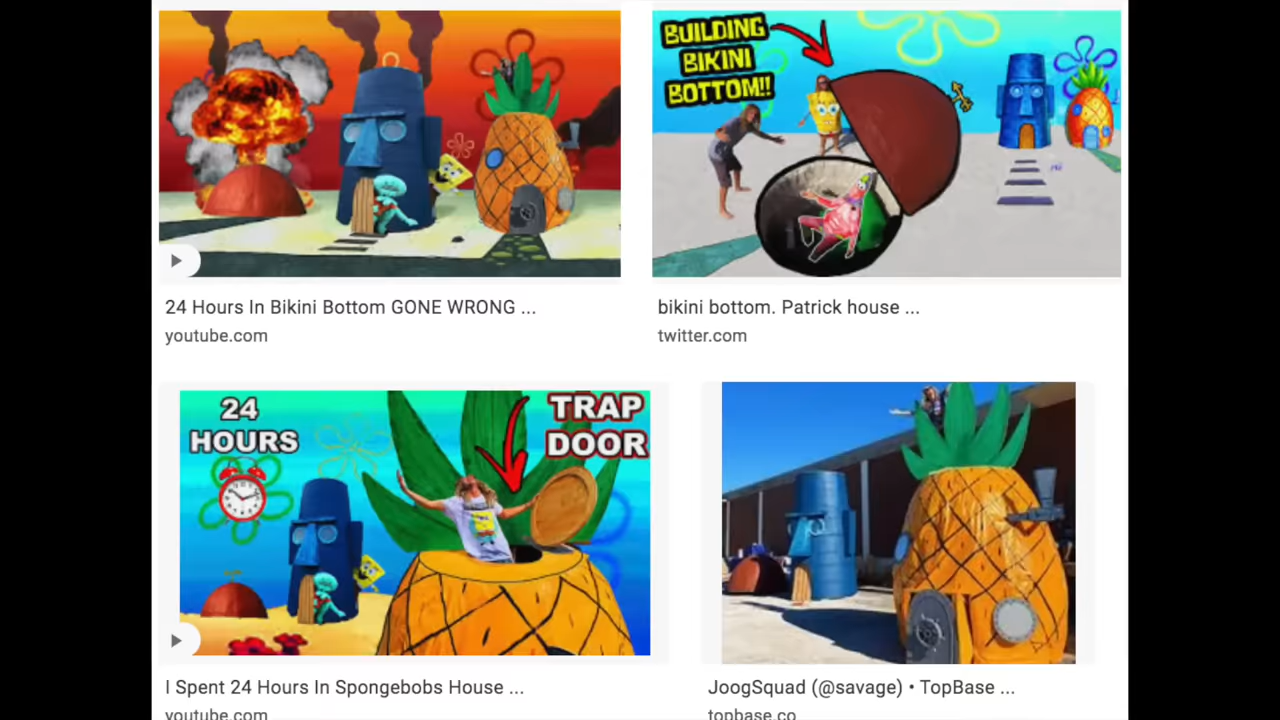 BUILDING
BIKINI
BOTTOM!!
24 Hours In Bikini Bottom GONE WRONG ...
youtube.com
bikini bottom. Patrick house ...
twitter.com
24
HOURS
TRAP
DOOR
I Spent 24 Hours In Spongebobs House ...
youtube.com
JoogSquad (@savage) • TopBase ...
topbase.co